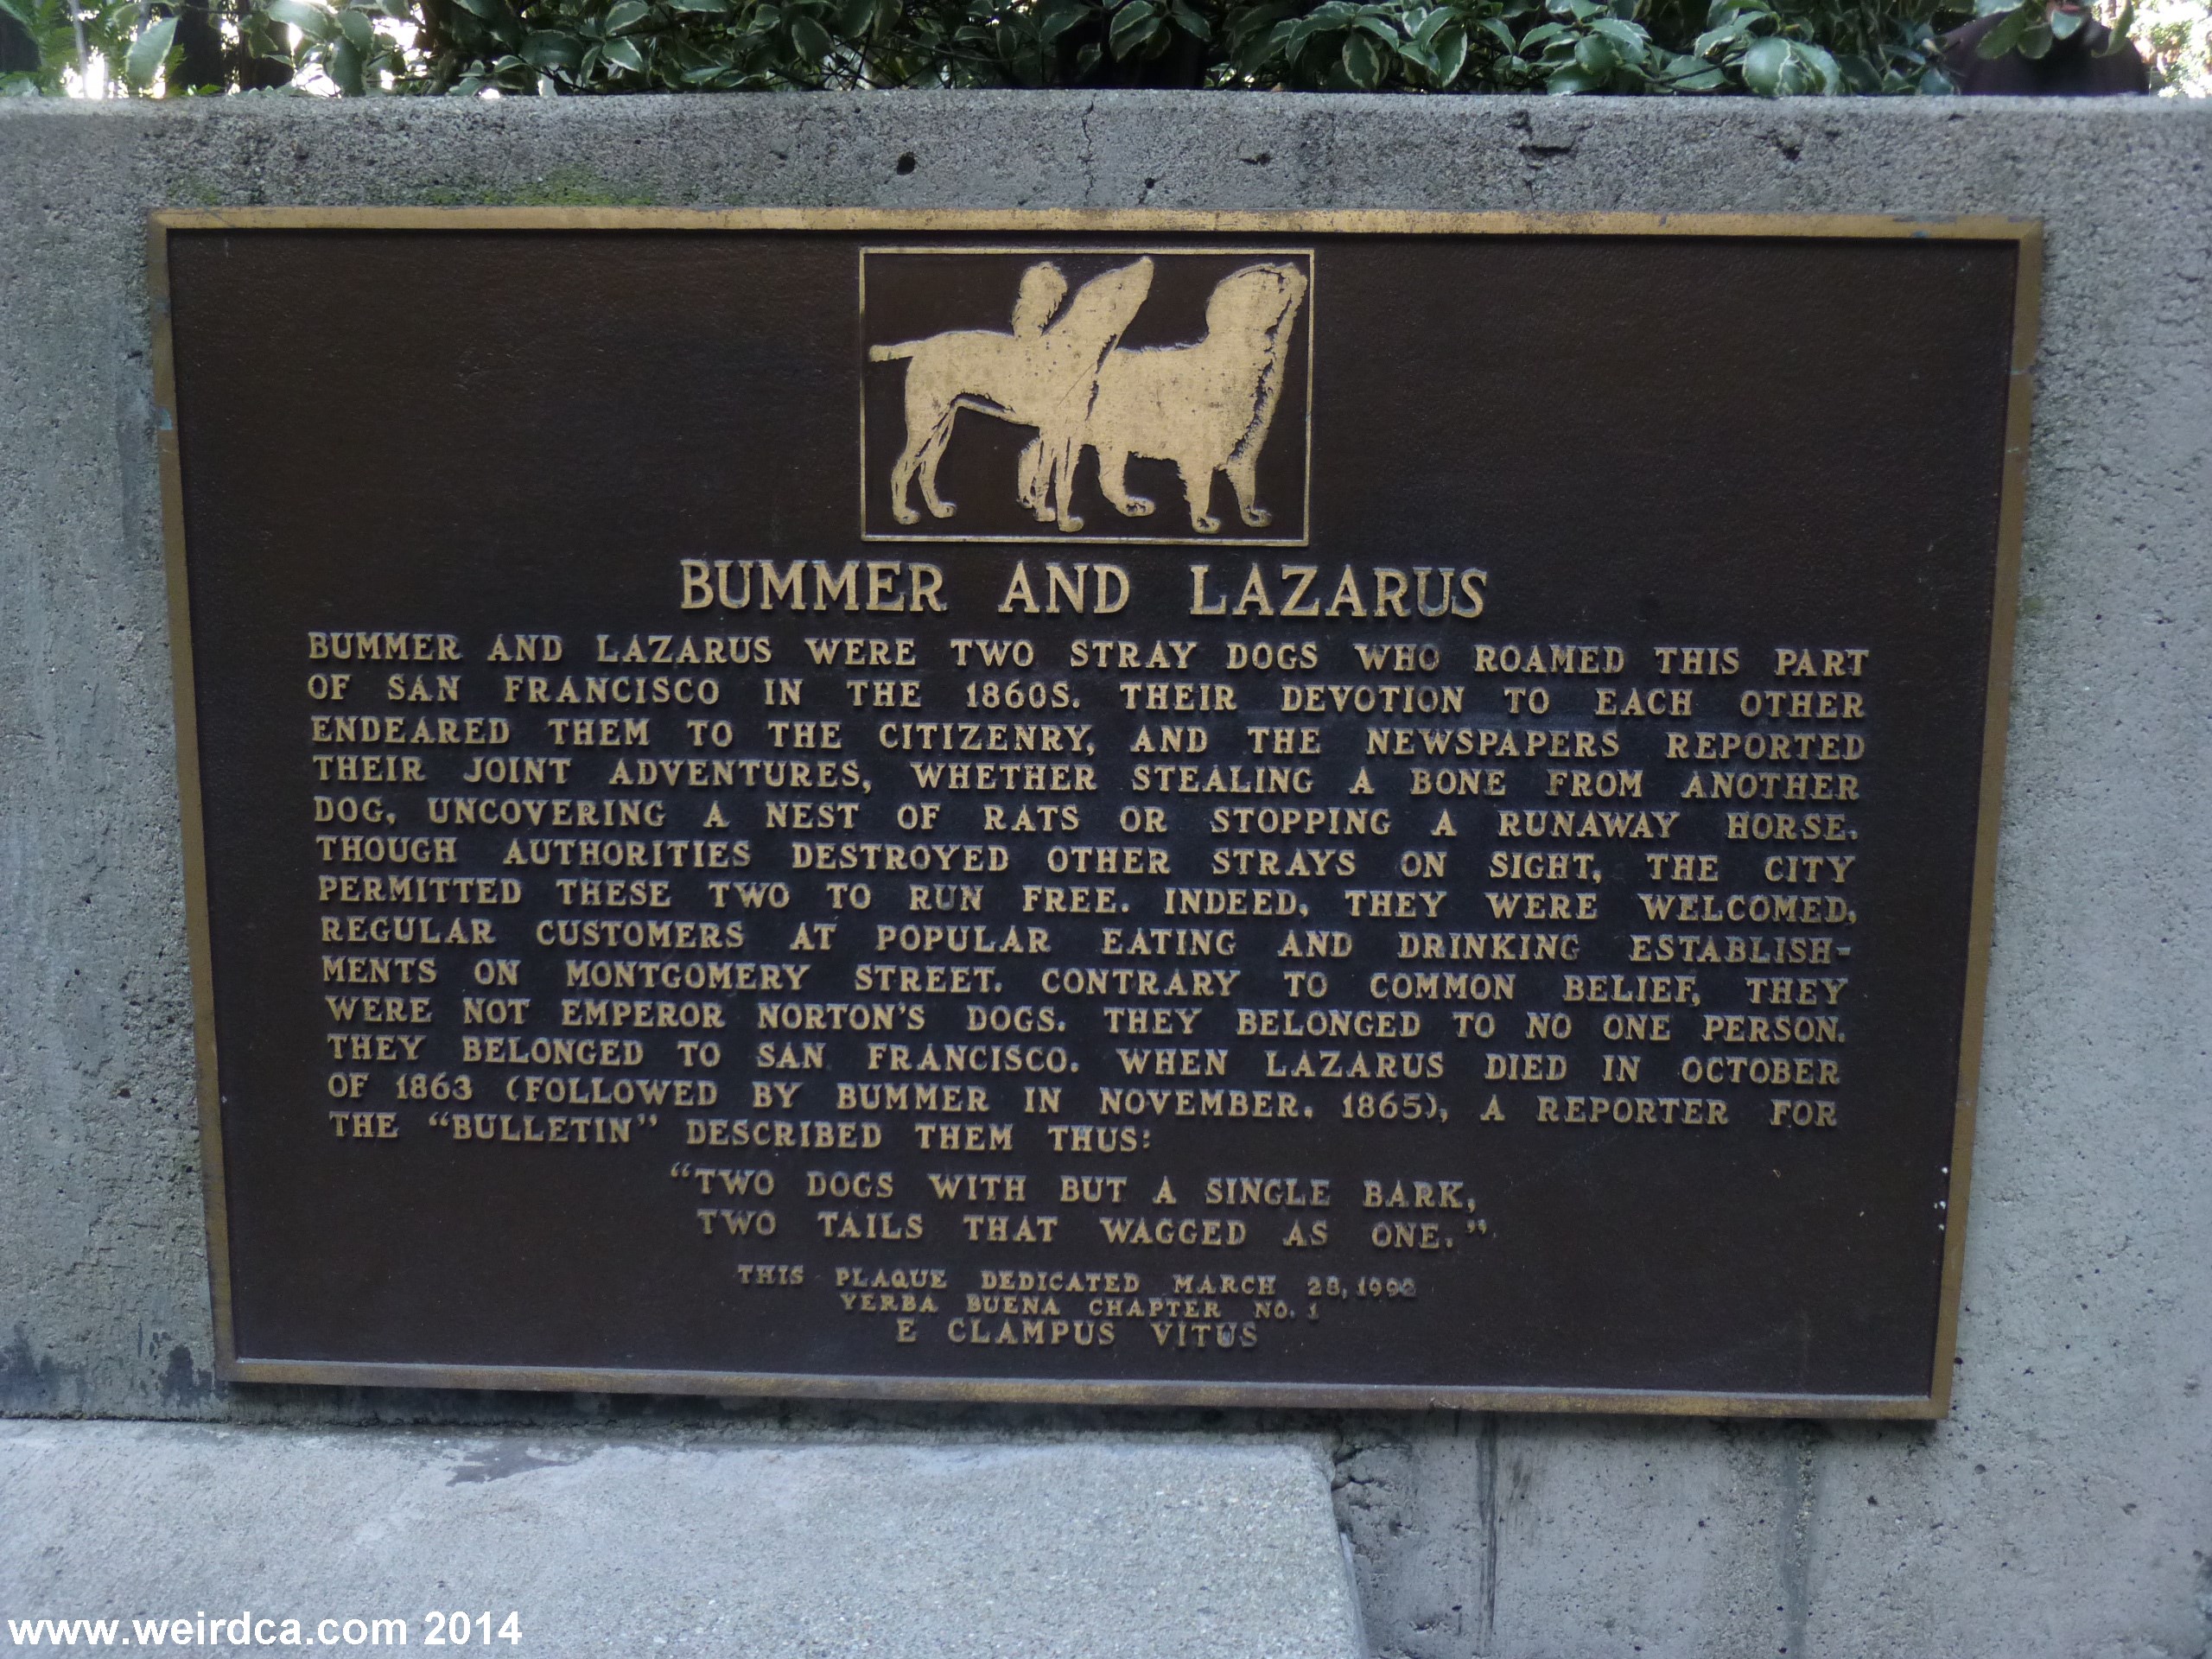 BUMMER AND LAZARUS
BUMMER AND LAZARUS WERE TWO STRAY DOGS WHO ROAMED THIS PART
OF SAN FRANCISCO IN THE 1860S. THEIR DEVOTION TO EACH OTHER
ENDEARED THEM TO THE CITIZENRY, AND THE NEWSPAPERS REPORTED
THEIR JOINT ADVENTURES, WHETHER STEALING A BONE FROM ANOTHER
DOG, UNCOVERING A NEST OF RATS OR STOPPING A RUNAWAY HORSE.
THOUGH AUTHORITIES DESTROYED OTHER STRAYS ON SIGHT, THE CITY
PERMITTED THESE TWO TO RUN FREE. INDEED, THEY WERE WELCOMED,
REGULAR CUSTOMERS AT POPULAR EATING AND DRINKING ESTABLISH-
MENTS ON MONTGOMERY STREET. CONTRARY TO COMMON BELIEF, THEY
WERE NOT EMPEROR NORTON'S DOGS. THEY BELONGED TO NO ONE PERSON.
THEY BELONGED TO SAN FRANCISCO. WHEN LAZARUS DIED IN OCTOBER
OF 1863 (FOLLOWED BY BUMMER IN NOVEMBER, 1865), A REPORTER FOR
THE "BULLETIN" DESCRIBED THEM THUS:
"TWO DOGS WITH BUT A SINGLE BARK,
TWO TAILS THAT WAGGED AS ONE."
THIS PLAQUE DEDICATED MARCH 28, 1992
YERBA BUENA CHAPTER NO. 1
E CLAMPUS VITUS
www.weirdca.com 2014